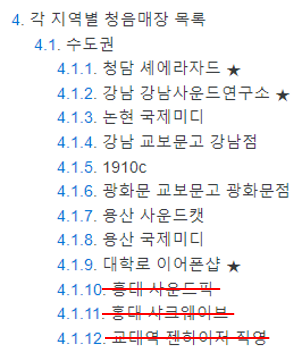 4. 각 지역별 청음매장 목록
4.1. 수도권
4.1.1. 청담 셰에라자드 ★
4.1.2. 강남 강남사운드연구소 ★
4.1.3. 논현 국제미디
4.1.4. 강남 교보문고 강남점
4.1.5. 1910c
4.1.6. 광화문 교보문고 광화문점
4.1.7. 용산 사운드캣
4.1.8. 용산 국제미디
4.1.9. 대학로 이어폰샵 ★
4.1.10. 홍대 사운드픽
4.1.11. 홍대 샤크웨이브
4.1.12. 교대역 젠하이저 직영